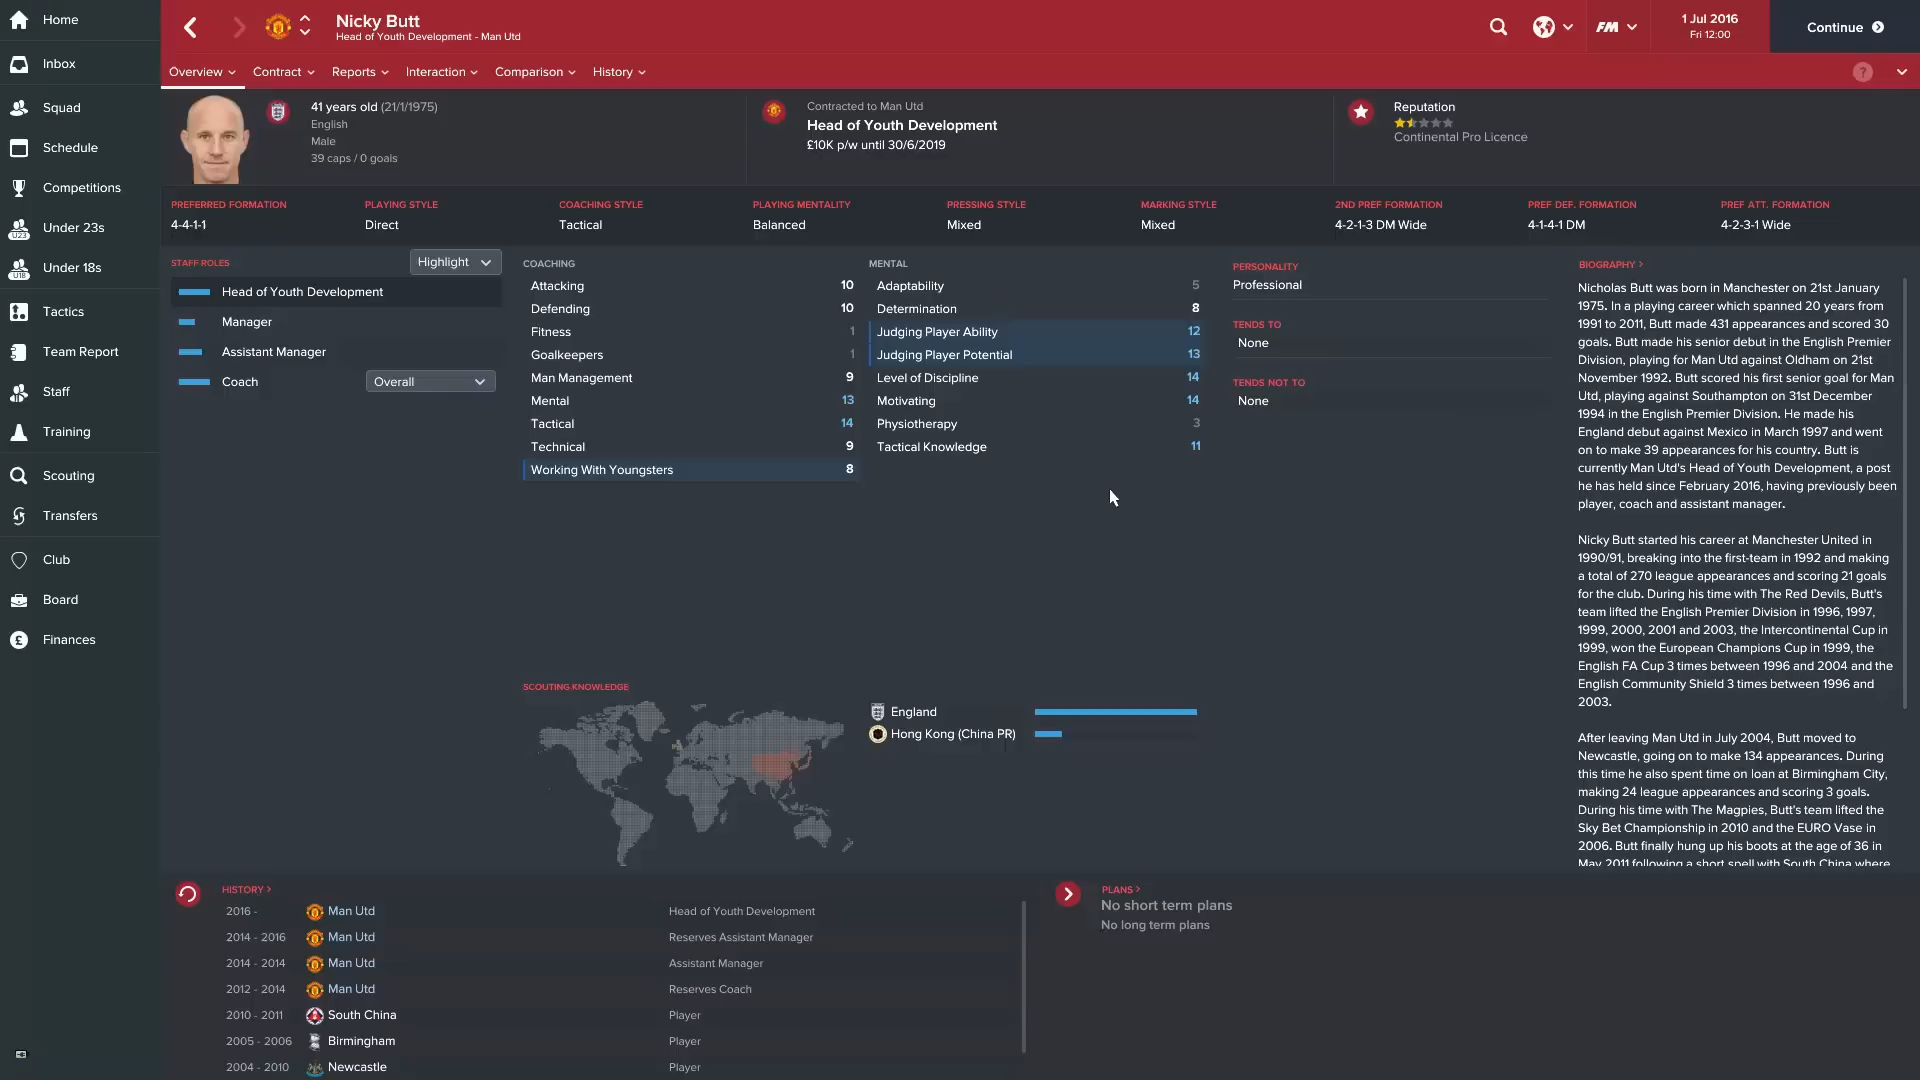 Home
Inbox
Squad
Schedule
Competitions
Under 23s
Under 18s
Tactics
Team Report
Staff
Training
Scouting
Transfers
Club
Board
Finances
Nicky Butt
Head of Youth Development - Man Utd
FM
1 Jul 2016
Fri 12:00
Continue
Overview
Contract
Reports
Interaction
Comparison
History
?
41 years old (21/1/1975)
English
Male
39 caps / 0 goals
Contracted to Man Utd
Head of Youth Development
£10K p/w until 30/6/2019
Reputation
Continental Pro Licence
PREFERRED FORMATION
4-4-1-1
PLAYING STYLE
Direct
COACHING STYLE
Tactical
PLAYING MENTALITY
Balanced
PRESSING STYLE
Mixed
MARKING STYLE
Mixed
2ND PREF FORMATION
4-2-1-3 DM Wide
PREF DEF. FORMATION
4-1-4-1 DM
PREF ATT. FORMATION
4-2-3-1 Wide
STAFF ROLES
Highlight
Head of Youth Development
Manager
Assistant Manager
Coach Overall
COACHING
Attacking 10
Defending 10
Fitness 1
Goalkeepers 1
Man Management 9
Mental 13
Tactical 14
Technical 9
Working With Youngsters 8
MENTAL
Adaptability 5
Determination 8
Judging Player Ability 12
Judging Player Potential 13
Level of Discipline 14
Motivating 14
Physiotherapy 3
Tactical Knowledge 11
PERSONALITY
Professional
TENDS TO
None
TENDS NOT TO
None
BIOGRAPHY >
Nicholas Butt was born in Manchester on 21st January
1975. In a playing career which spanned 20 years from
1991 to 2011, Butt made 431 appearances and scored 30
goals. Butt made his senior debut in the English Premier
Division, playing for Man Utd against Oldham on 21st
November 1992. Butt scored his first senior goal for Man
Utd, playing against Southampton on 31st December
1994 in the English Premier Division. He made his
England debut against Mexico in March 1997 and went
on to make 39 appearances for his country. Butt is
currently Man Utd's Head of Youth Development, a post
he has held since February 2016, having previously been
player, coach and assistant manager.
Nicky Butt started his career at Manchester United in
1990/91, breaking into the first-team in 1992 and making
a total of 270 league appearances and scoring 21 goals
for the club. During his time with The Red Devils, Butt's
team lifted the English Premier Division in 1996, 1997,
1999, 2000, 2001 and 2003, the Intercontinental Cup in
1999, won the European Champions Cup in 1999, the
English FA Cup 3 times between 1996 and 2004 and the
English Community Shield 3 times between 1996 and
2003.
After leaving Man Utd in July 2004, Butt moved to
Newcastle, going on to make 134 appearances. During
this time he also spent time on loan at Birmingham City,
making 24 league appearances and scoring 3 goals.
During his time with The Magpies, Butt's team lifted the
Sky Bet Championship in 2010 and the EURO Vase in
2006. Butt finally hung up his boots at the age of 36 in
May 2011 following a short spell with South China where
SCOUTING KNOWLEDGE
England
Hong Kong (China PR)
HISTORY >
2016 - Man Utd Head of Youth Development
2014 - 2016 Man Utd Reserves Assistant Manager
2014 - 2014 Man Utd Assistant Manager
2012 - 2014 Man Utd Reserves Coach
2010 - 2011 South China Player
2005 - 2006 Birmingham Player
2004 - 2010 Newcastle Player
PLANS >
No short term plans
No long term plans